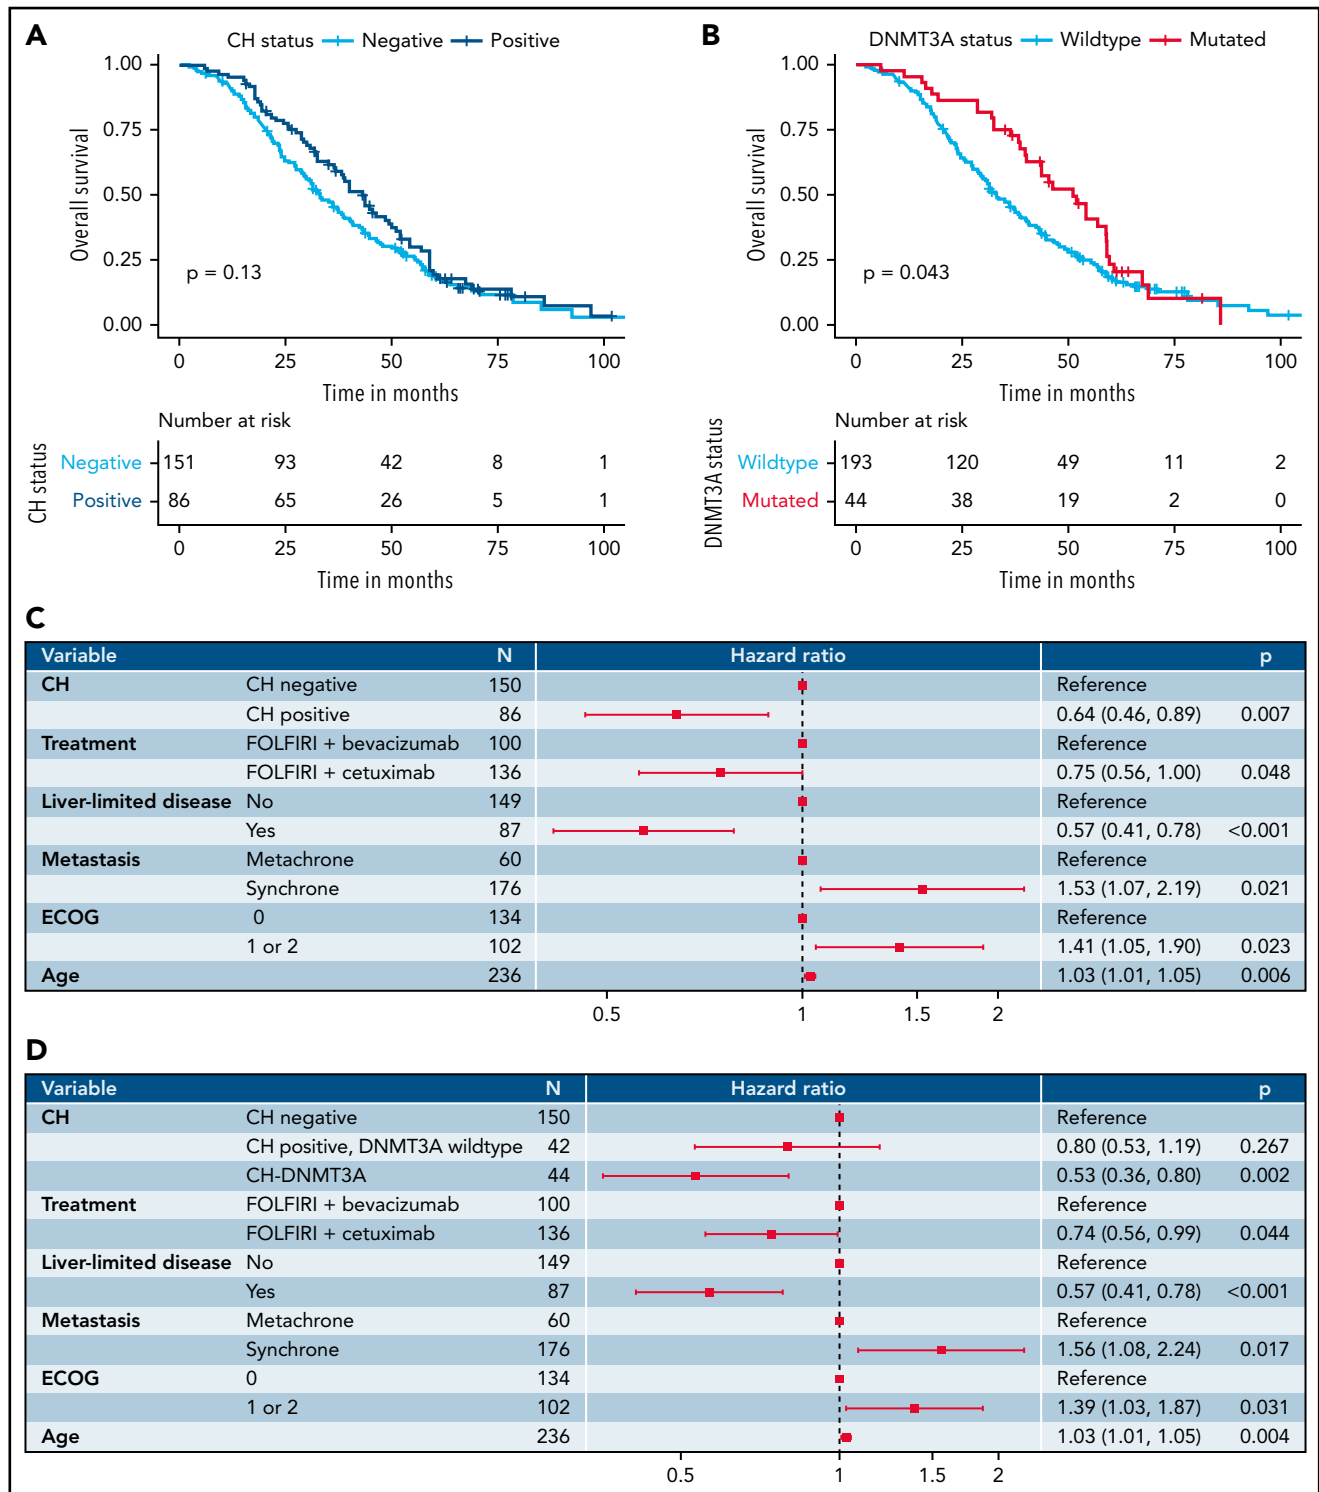 A
CH status Negative Positive
Overall survival
1.00
0.75
0.50
0.25
0.00
p = 0.13
0 25 50 75 100
Time in months
Number at risk
CH status
Negative 151 93 42 8 1
Positive 86 65 26 5 1
0 25 50 75 100
Time in months
B
DNMT3A status Wildtype Mutated
Overall survival
1.00
0.75
0.50
0.25
0.00
p = 0.043
0 25 50 75 100
Time in months
Number at risk
DNMT3A status
Wildtype 193 120 49 11 2
Mutated 44 38 19 2 0
0 25 50 75 100
Time in months
C
Variable N Hazard ratio p
CH CH negative 150 Reference
CH positive 86 0.64 (0.46, 0.89) 0.007
Treatment FOLFIRI + bevacizumab 100 Reference
FOLFIRI + cetuximab 136 0.75 (0.56, 1.00) 0.048
Liver-limited disease No 149 Reference
Yes 87 0.57 (0.41, 0.78) <0.001
Metastasis Metachrone 60 Reference
Synchrone 176 1.53 (1.07, 2.19) 0.021
ECOG 0 134 Reference
1 or 2 102 1.41 (1.05, 1.90) 0.023
Age 236 1.03 (1.01, 1.05) 0.006
0.5 1 1.5 2
D
Variable N Hazard ratio p
CH CH negative 150 Reference
CH positive, DNMT3A wildtype 42 0.80 (0.53, 1.19) 0.267
CH-DNMT3A 44 0.53 (0.36, 0.80) 0.002
Treatment FOLFIRI + bevacizumab 100 Reference
FOLFIRI + cetuximab 136 0.74 (0.56, 0.99) 0.044
Liver-limited disease No 149 Reference
Yes 87 0.57 (0.41, 0.78) <0.001
Metastasis Metachrone 60 Reference
Synchrone 176 1.56 (1.08, 2.24) 0.017
ECOG 0 134 Reference
1 or 2 102 1.39 (1.03, 1.87) 0.031
Age 236 1.03 (1.01, 1.05) 0.004
0.5 1 1.5 2